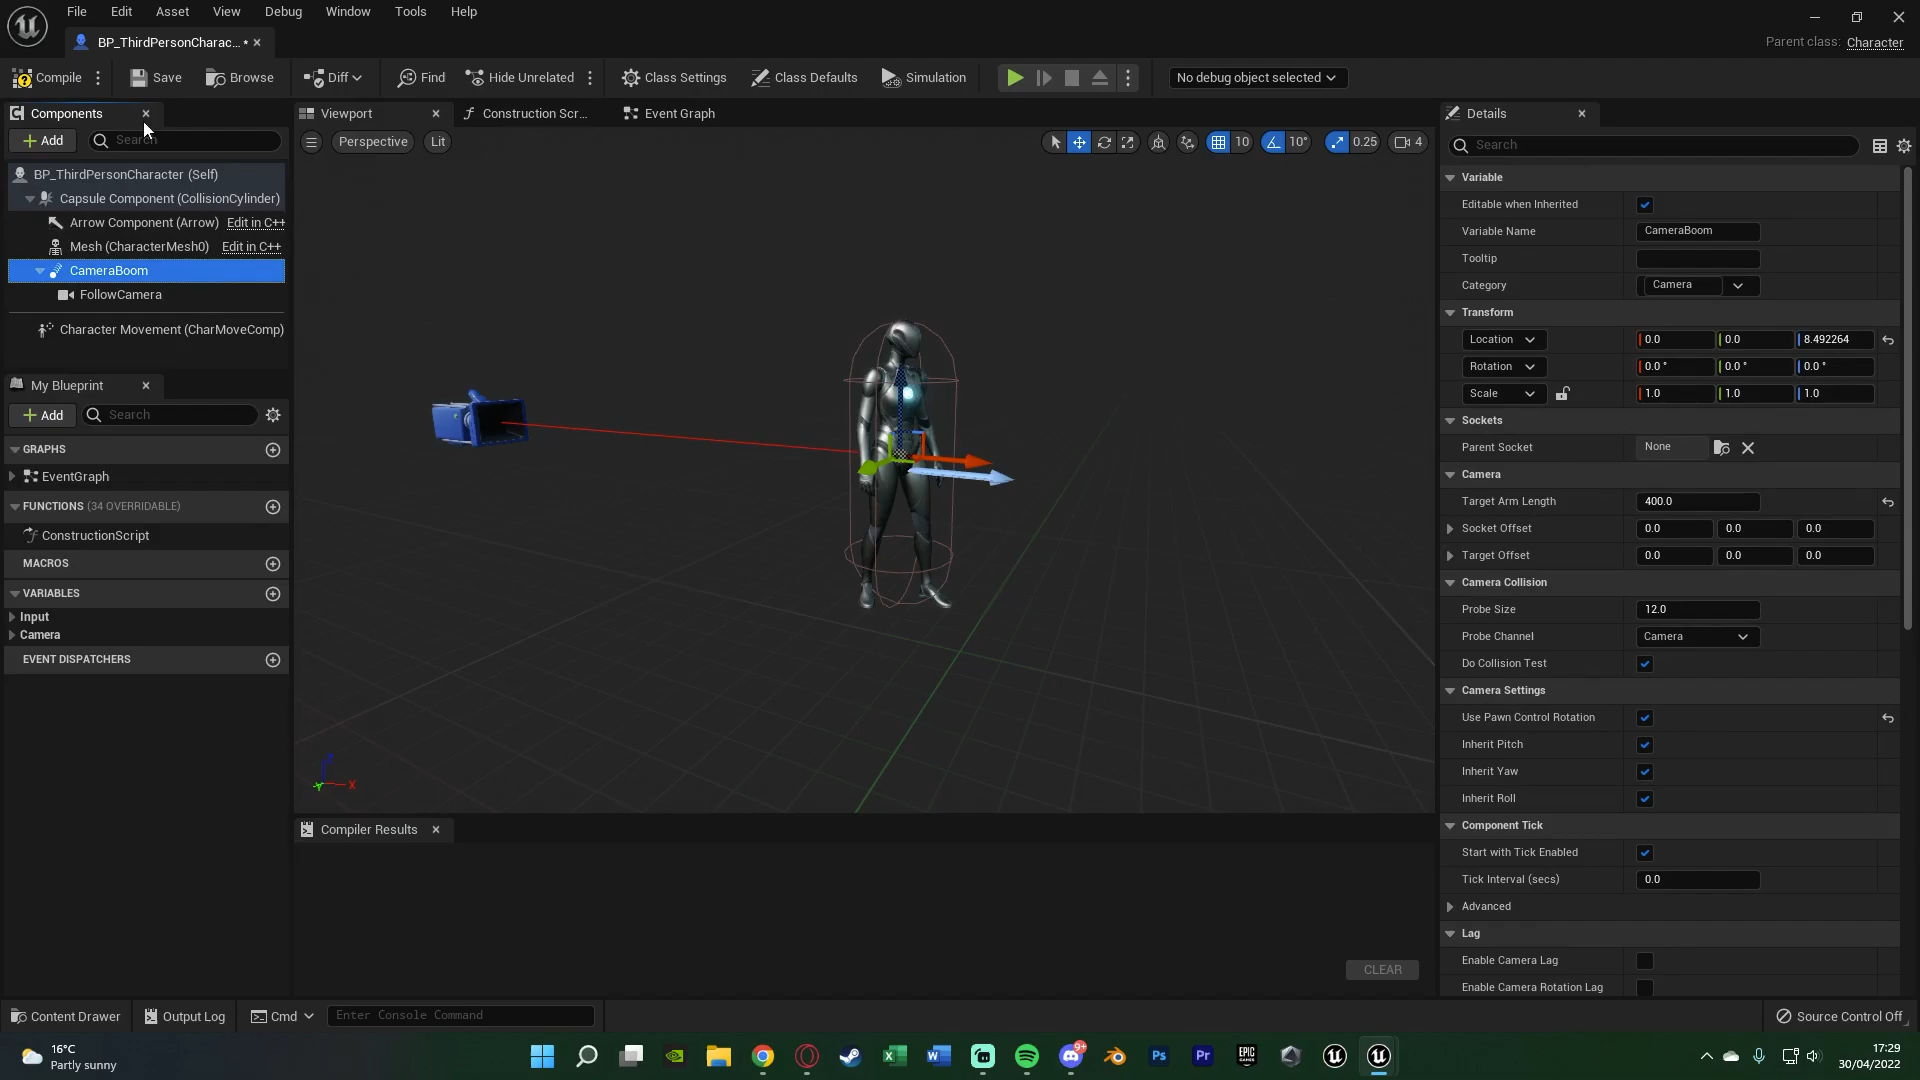 File Edit Asset View Debug Window Tools Help
BP_ThirdPersonCharac... *
Parent class: Character
Compile Save Browse Diff Find Hide Unrelated Class Settings Class Defaults Simulation No debug object selected
Components
Add Search
BP_ThirdPersonCharacter (Self)
Capsule Component (CollisionCylinder)
Arrow Component (Arrow) Edit in C++
Mesh (CharacterMesh0) Edit in C++
CameraBoom
FollowCamera
Character Movement (CharMoveComp)
My Blueprint
Add Search
GRAPHS
EventGraph
FUNCTIONS (34 OVERRIDABLE)
ConstructionScript
MACROS
VARIABLES
Input
Camera
EVENT DISPATCHERS
Viewport Construction Scr... Event Graph
Perspective Lit 10 10° 0.25 4
X
Compiler Results
CLEAR
Details
Search
Variable
Editable when Inherited
Variable Name CameraBoom
Tooltip
Category Camera
Transform
Location 0.0 0.0 8.492264
Rotation 0.0 ° 0.0 ° 0.0 °
Scale 1.0 1.0 1.0
Sockets
Parent Socket None
Camera
Target Arm Length 400.0
Socket Offset 0.0 0.0 0.0
Target Offset 0.0 0.0 0.0
Camera Collision
Probe Size 12.0
Probe Channel Camera
Do Collision Test
Camera Settings
Use Pawn Control Rotation
Inherit Pitch
Inherit Yaw
Inherit Roll
Component Tick
Start with Tick Enabled
Tick Interval (secs) 0.0
Advanced
Lag
Enable Camera Lag
Enable Camera Rotation Lag
Content Drawer Output Log Cmd Enter Console Command Source Control Off
16°C
Partly sunny
9+
Ps
Pr
EPIC
GAMES
17:29
30/04/2022